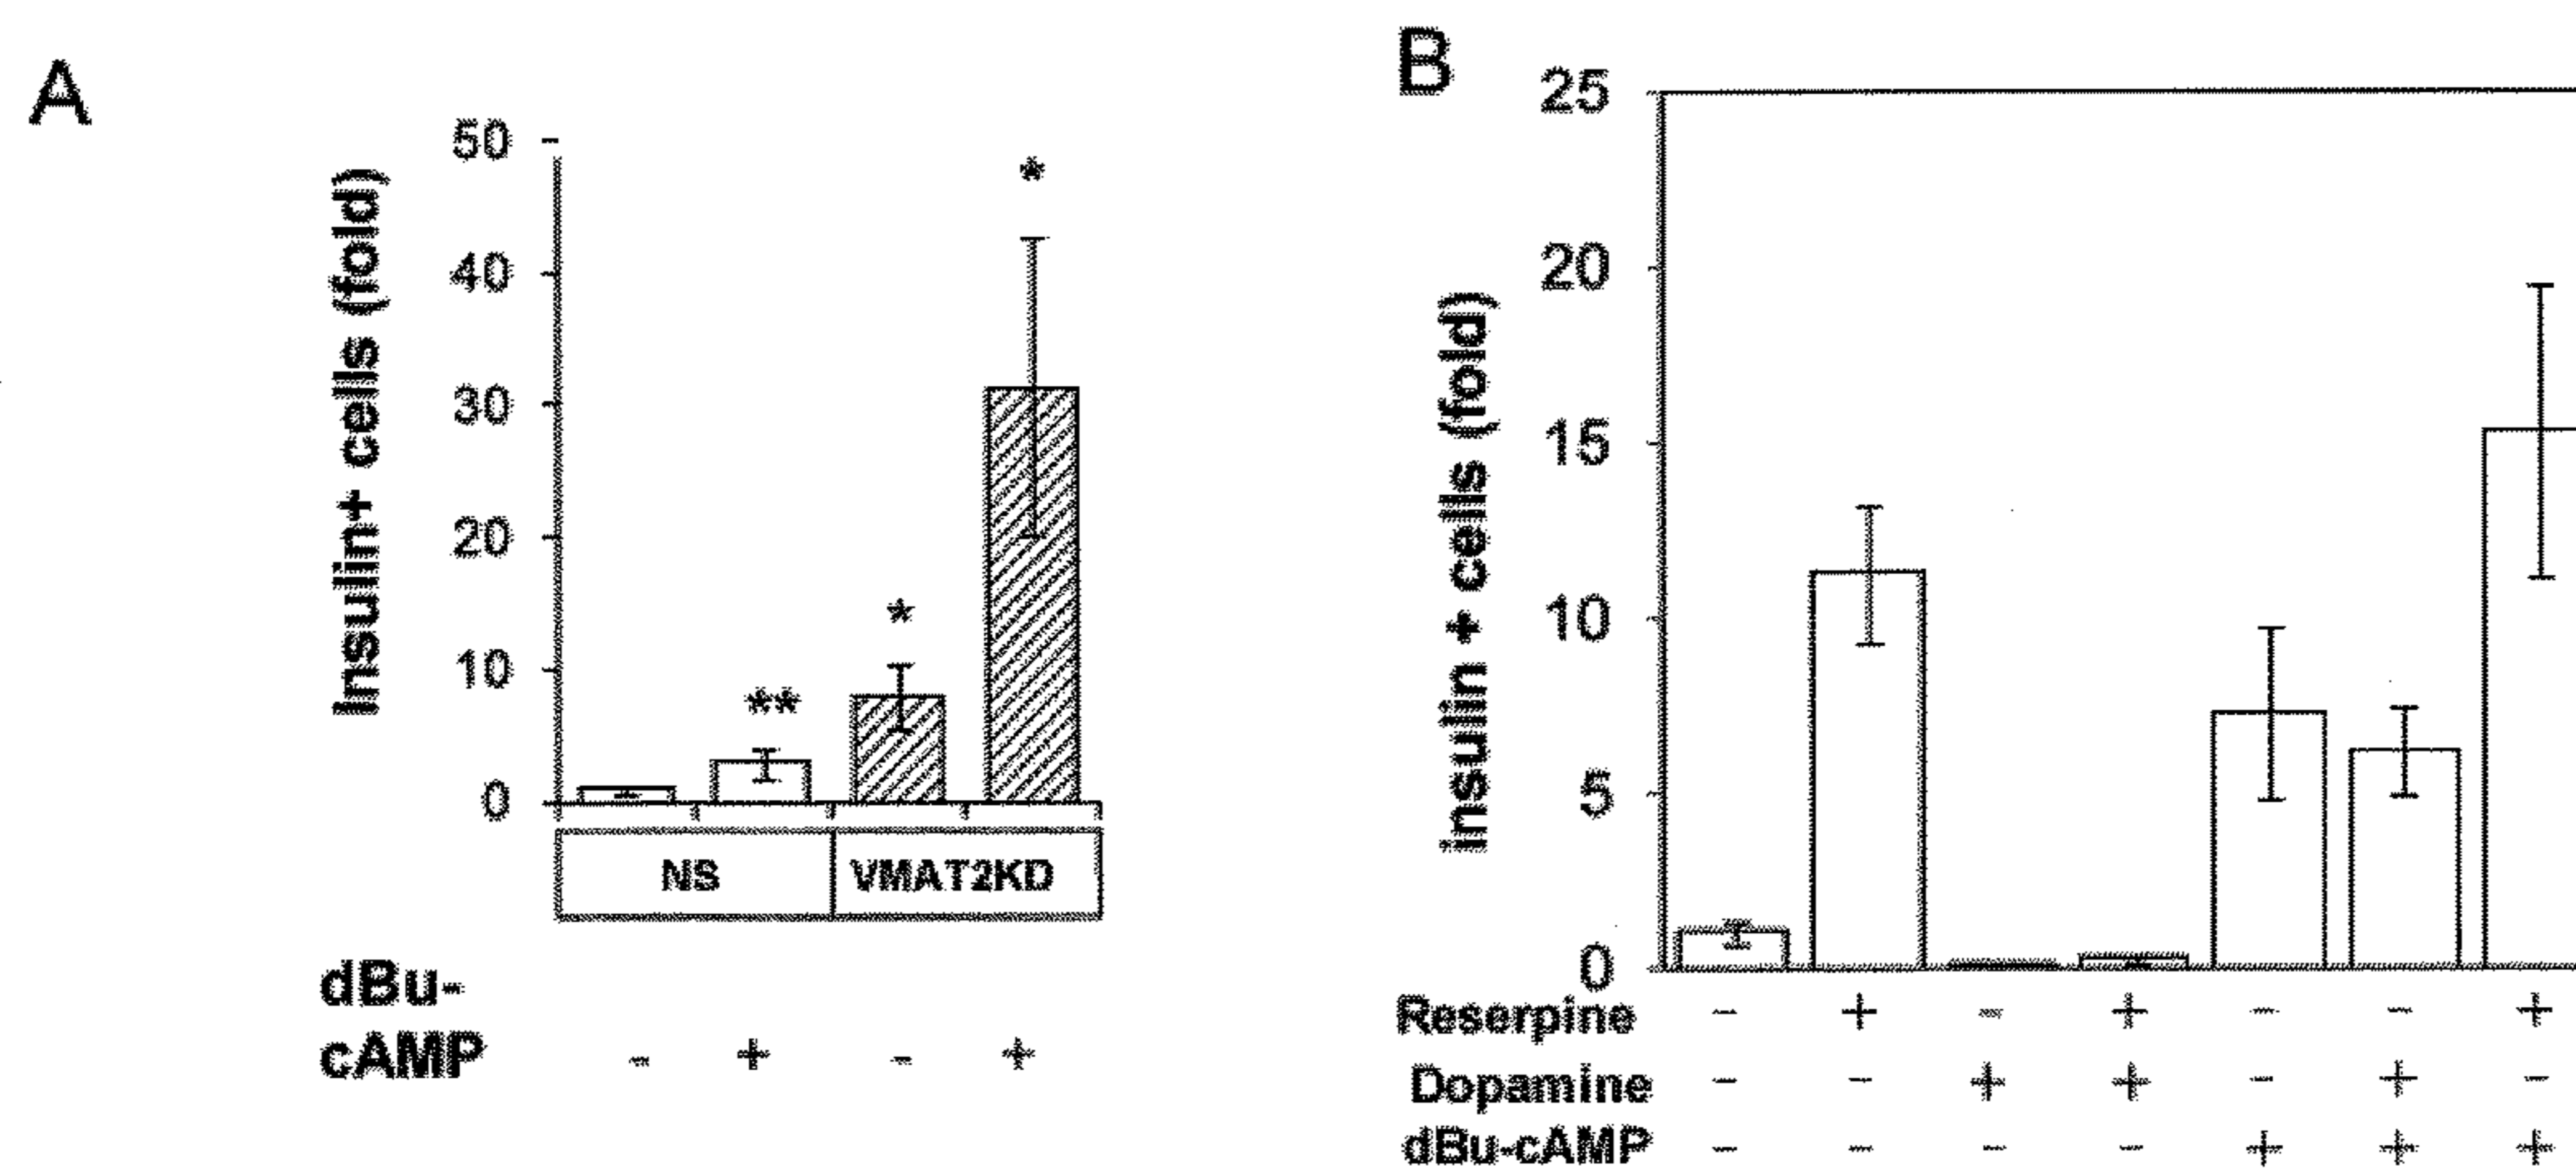 A
Insulin+ cells (fold)
50
40
30
20
10
0
*
*
**
NS VMAT2KD
dBu-
cAMP - + - +
B
insulin + cells (fold)
25
20
15
10
5
0
Reserpine - + - + - - +
Dopamine - - + + - + -
dBu-cAMP - - - - + + +